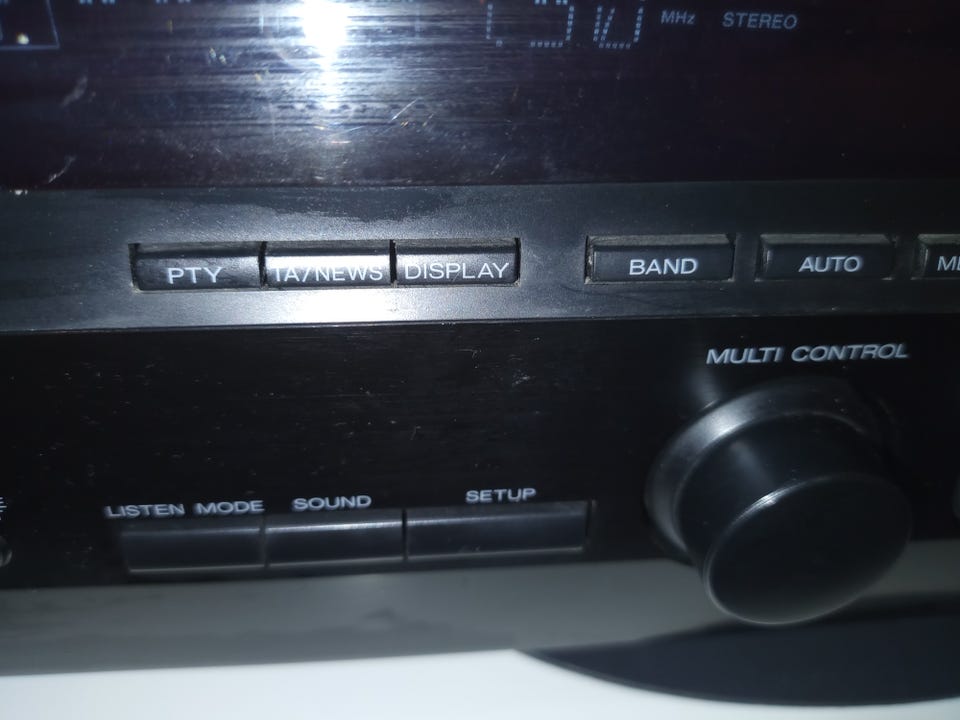 MHz STEREO
PTY TA/NEWS DISPLAY BAND AUTO
MULTI CONTROL
LISTEN MODE SOUND SETUP